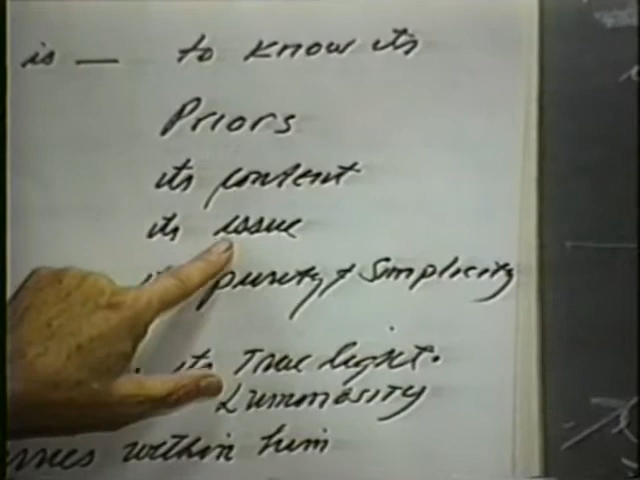 is — to know its
Priors
its content
its issue
purity & Simplicity
its True light.
Luminosity
within him